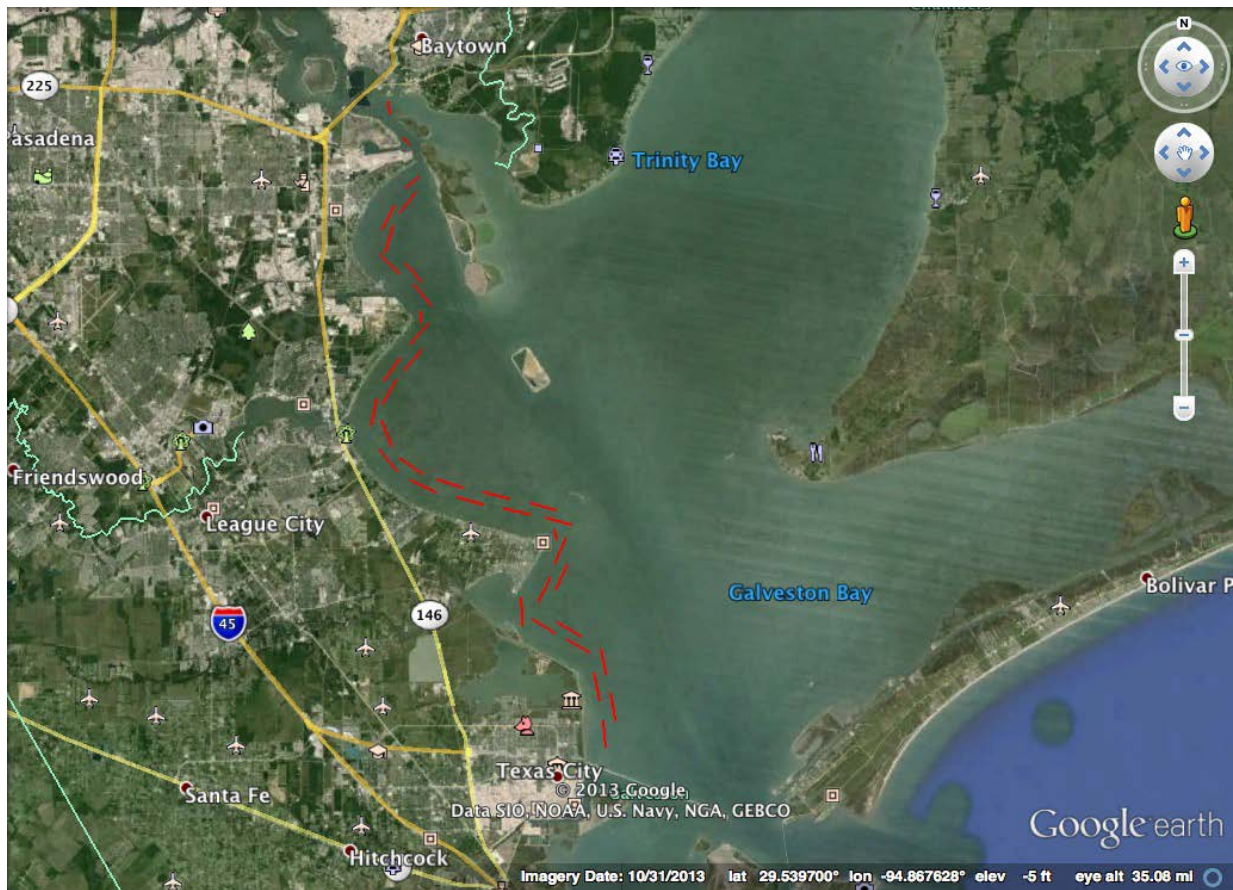 Chambers
N
Baytown
225
Pasadena
Trinity Bay
Friendswood
League City
Galveston Bay
Bolivar P
45
146
Texas City
© 2013 Google
Santa Fe
Data SIO, NOAA, U.S. Navy, NGA, GEBCO
Google earth
Hitchcock
Imagery Date: 10/31/2013 lat 29.539700° lon -94.867628° elev -5 ft eye alt 35.08 mi